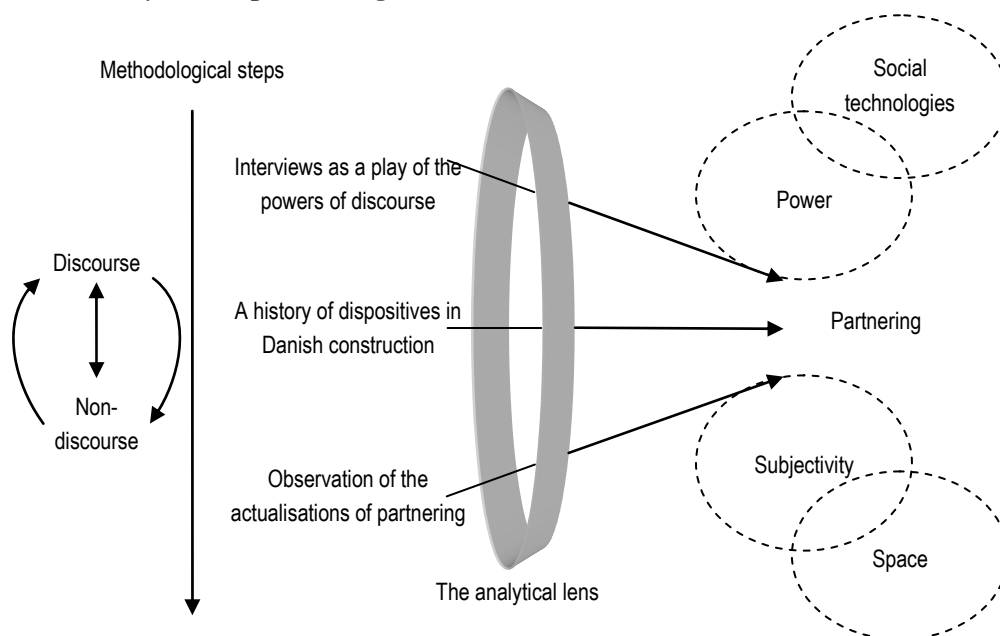 Methodological steps
Social
technologies
Interviews as a play of the
powers of discourse
Power
Discourse
A history of dispositives in
Danish construction
Partnering
Non-
discourse
Observation of the
actualisations of partnering
Subjectivity
Space
The analytical lens